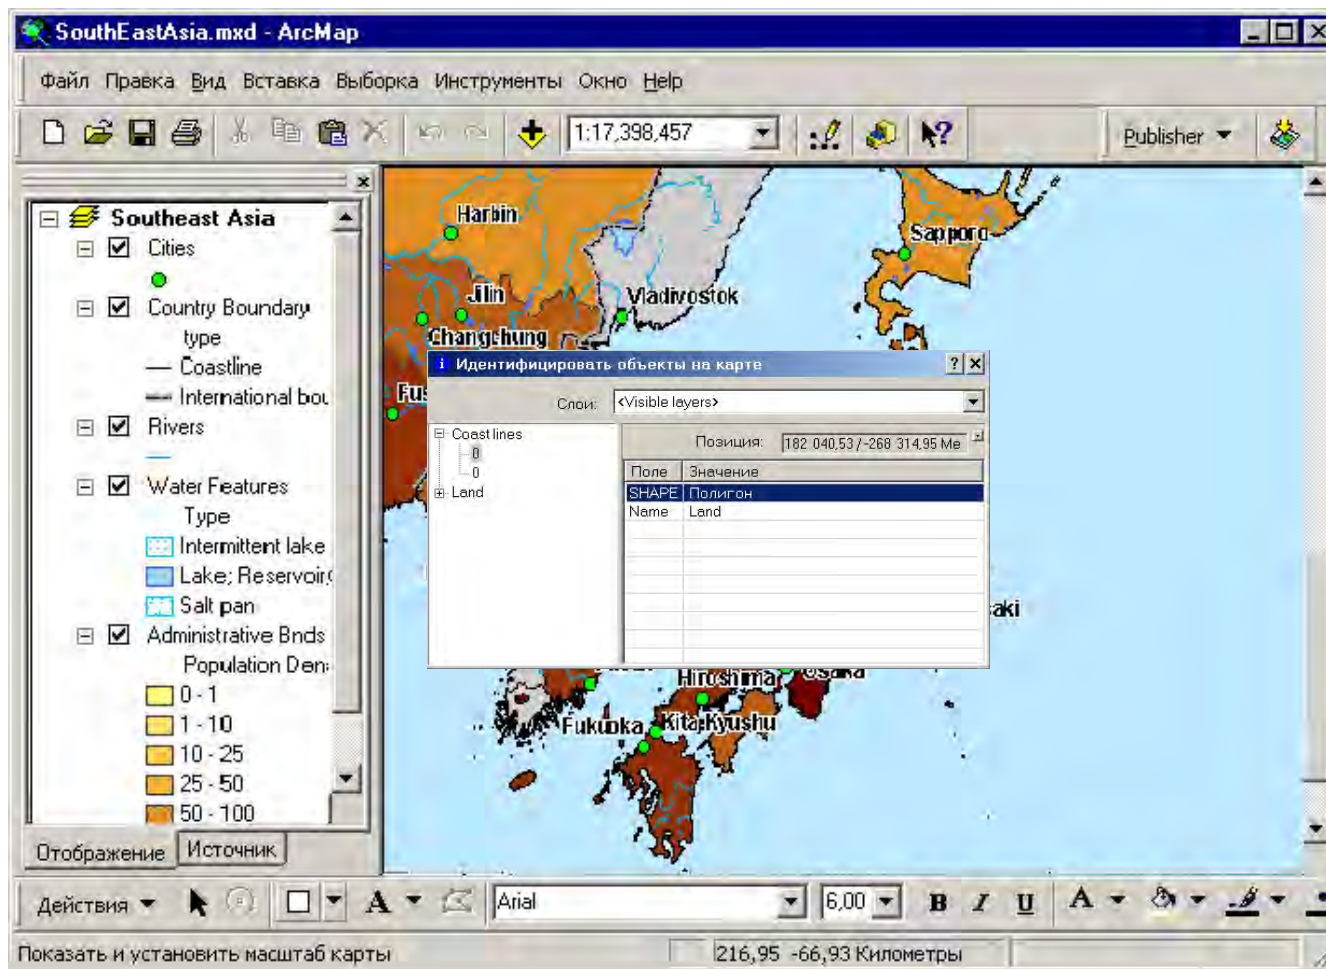 SouthEastAsia.mxd - ArcMap
Файл Правка Вид Вставка Выборка Инструменты Окно Help
1:17,398,457
Publisher
Southeast Asia
Cities
Country Boundary
type
Coastline
International bou
Rivers
Water Features
Type
Intermittent lake
Lake; Reservoir;
Salt pan
Administrative Bnds
Population Den
0 - 1
1 - 10
10 - 25
25 - 50
50 - 100
Отображение Источник
Harbin
Sapporo
Jilin
Vladivostok
Changchung
Fus
Идентифицировать объекты на карте
Слои: <Visible layers>
Coastlines
0
0
Land
Позиция: 182 040,53 / -268 314,95 Ме
Поле Значение
SHAPE Полигон
Name Land
aki
Hiroshima
Osaka
Fukuoka
Kita-Kyushu
Действия
A
Arial
6,00
B I U A
Показать и установить масштаб карты
216,95 -66,93 Километры